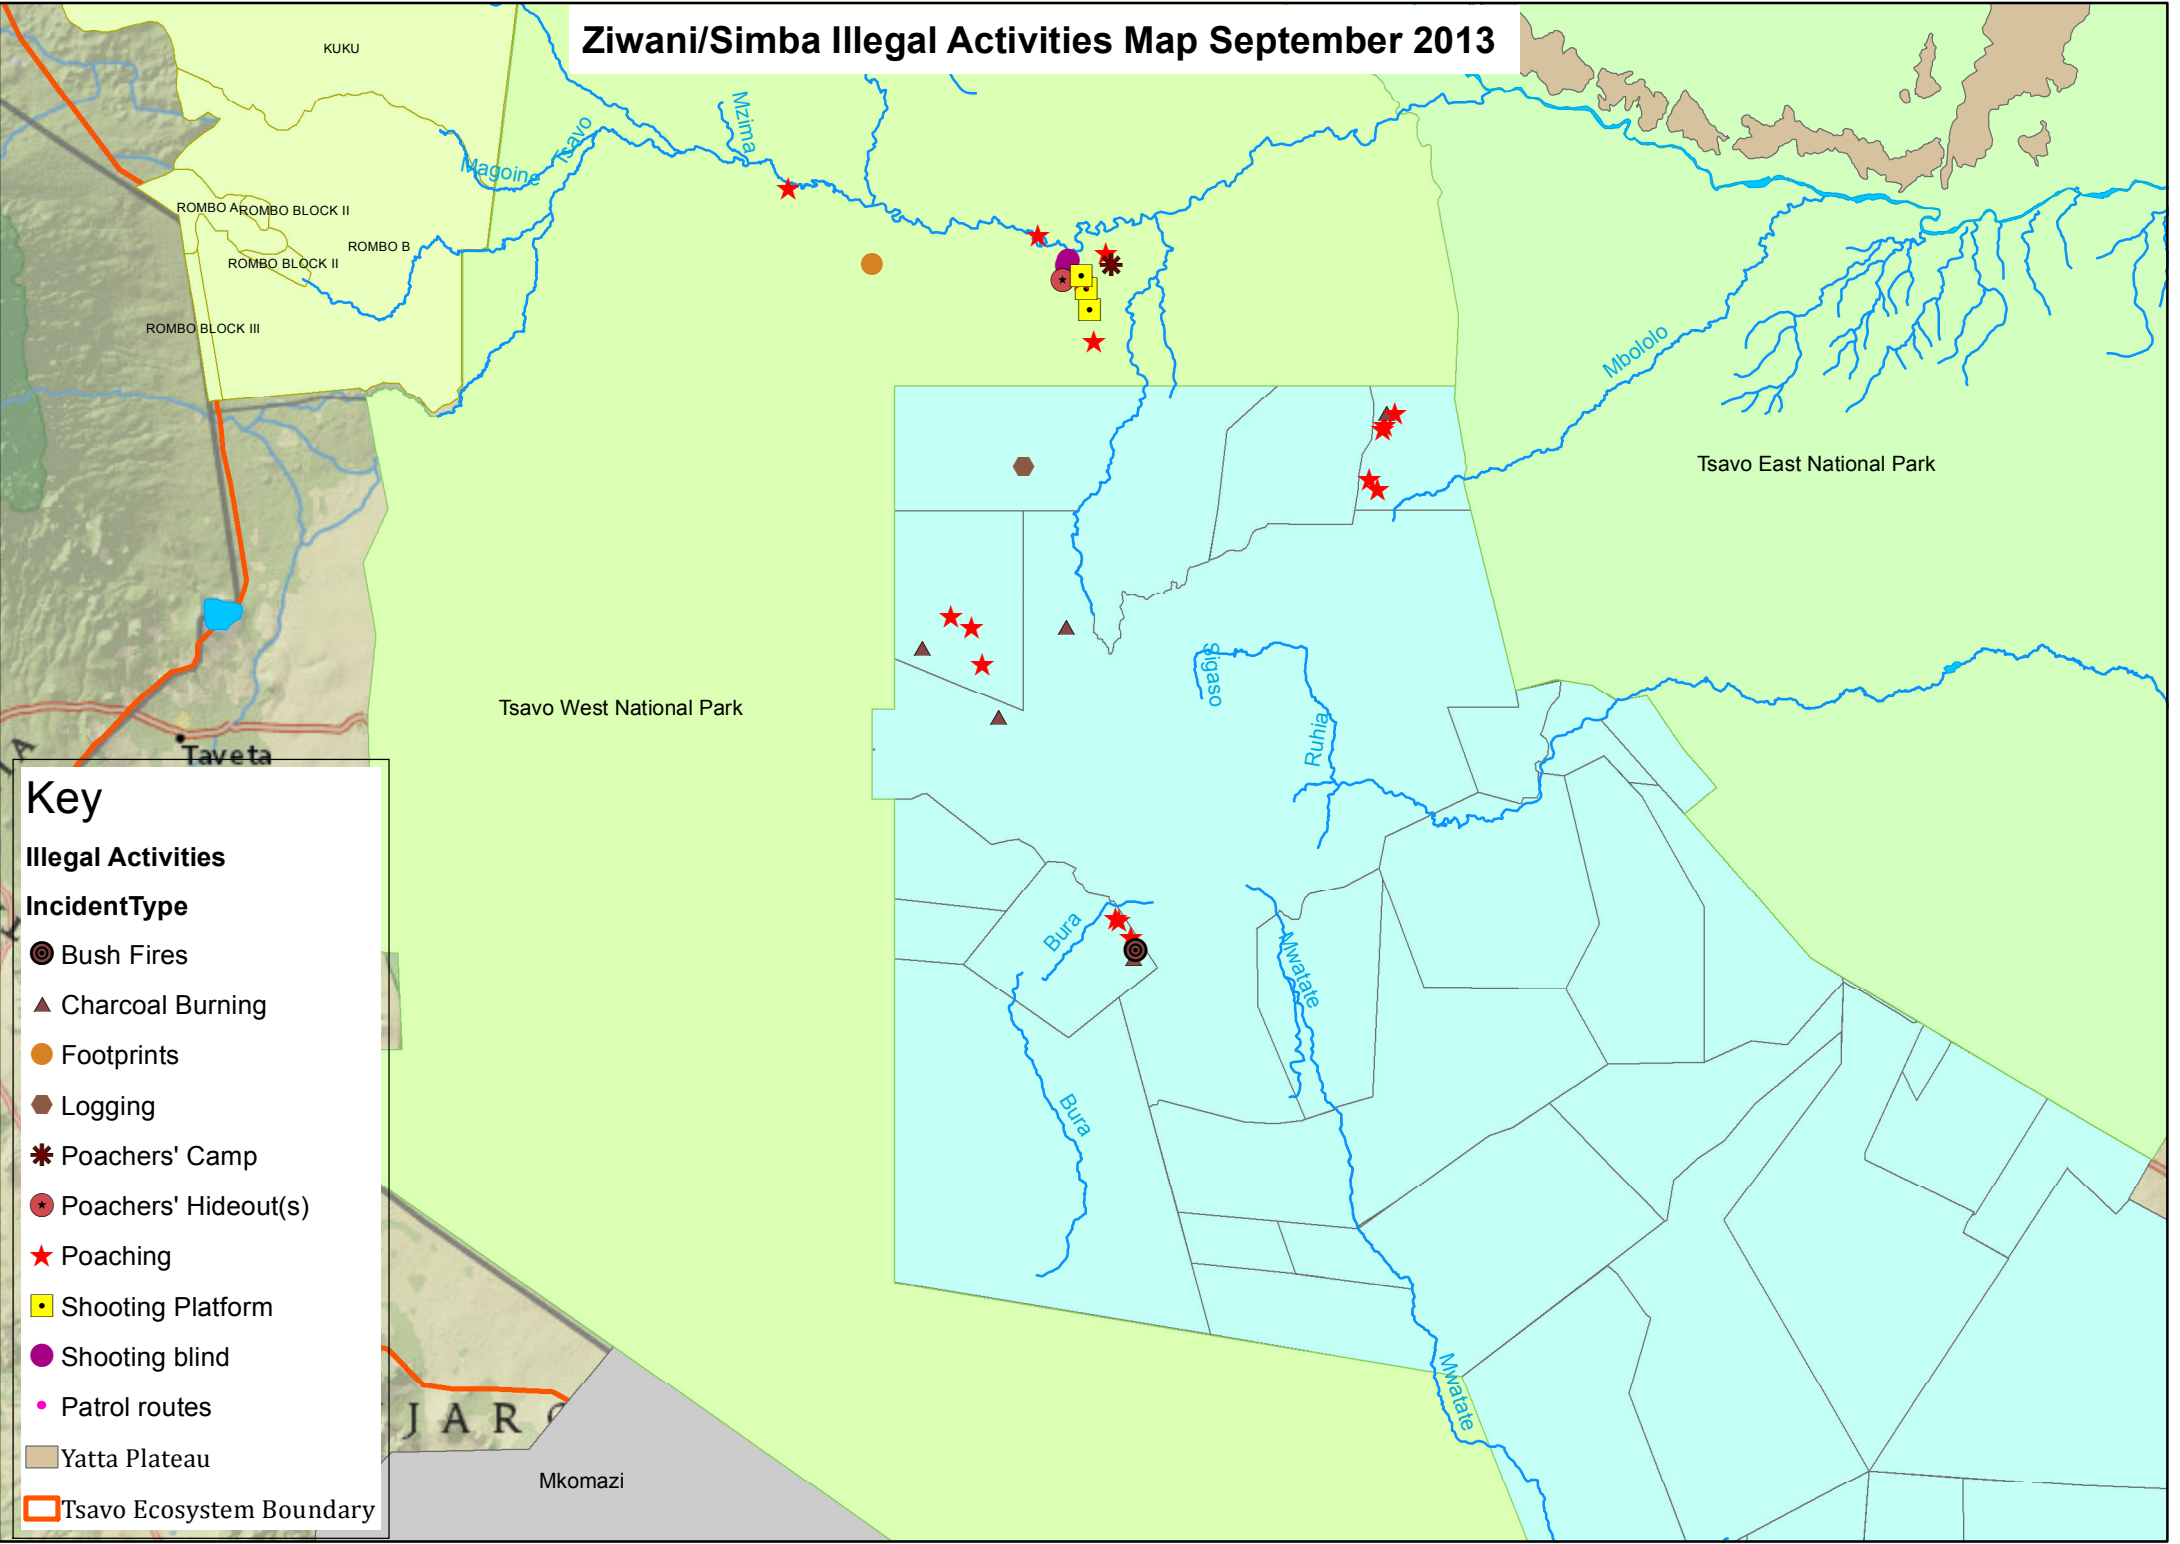 Ziwani/Simba Illegal Activities Map September 2013
KUKU
Mzima
Tsavo
Magoine
ROMBO A
ROMBO BLOCK II
ROMBO B
ROMBO BLOCK II
ROMBO BLOCK III
Mbololo
Tsavo East National Park
Sigaso
Tsavo West National Park
Ruhia
Taveta
Key
Illegal Activities
IncidentType
Bush Fires
Charcoal Burning
Footprints
Logging
Poachers' Camp
Poachers' Hideout(s)
Poaching
Shooting Platform
Shooting blind
Patrol routes
Yatta Plateau
Tsavo Ecosystem Boundary
Bura
Mwatate
Bura
Mwatate
JAR
Mkomazi